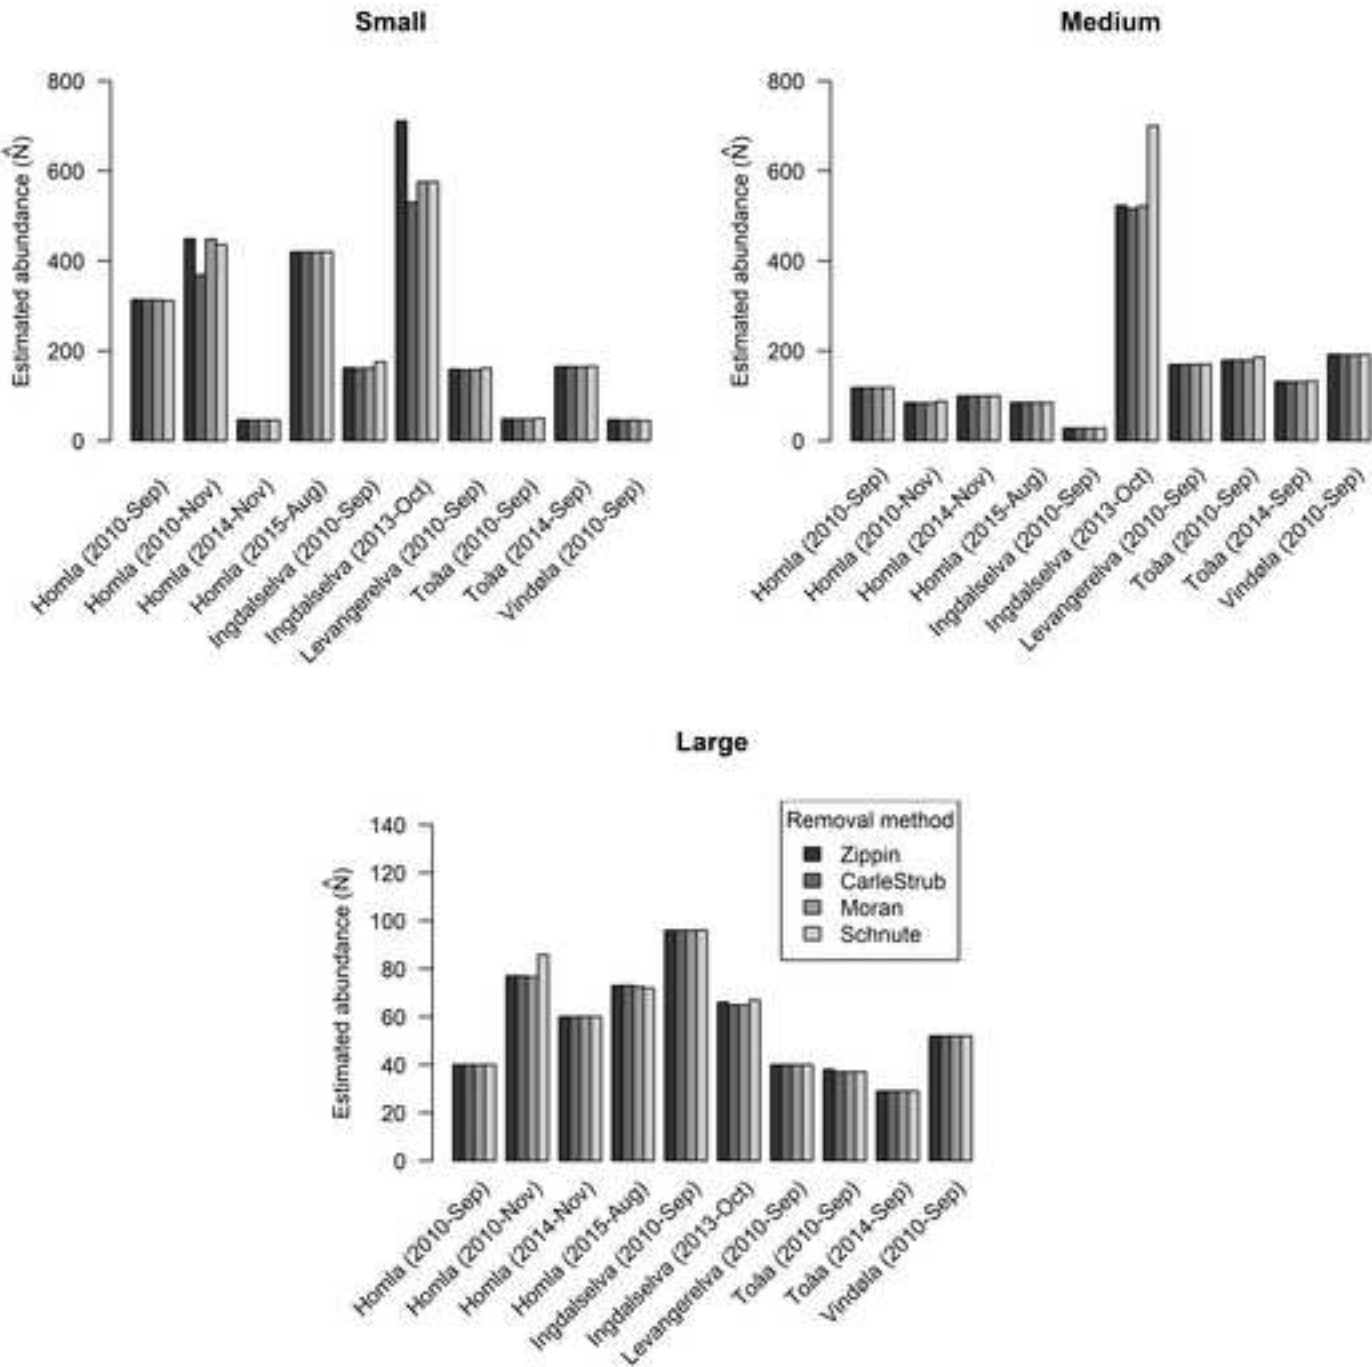 Small
Medium
800
600
400
200
0
Estimated abundance (N̂)
Homla (2010-Sep)
Homla (2010-Nov)
Homla (2014-Nov)
Homla (2015-Aug)
Ingdalselva (2010-Sep)
Ingdalselva (2013-Oct)
Levangerelva (2010-Sep)
Toåa (2010-Sep)
Toåa (2014-Sep)
Vindøla (2010-Sep)
800
600
400
200
0
Estimated abundance (N̂)
Homla (2010-Sep)
Homla (2010-Nov)
Homla (2014-Nov)
Homla (2015-Aug)
Ingdalselva (2010-Sep)
Ingdalselva (2013-Oct)
Levangerelva (2010-Sep)
Toåa (2010-Sep)
Toåa (2014-Sep)
Vindøla (2010-Sep)
Large
140
120
100
80
60
40
20
0
Estimated abundance (N̂)
Removal method
Zippin
CarleStrub
Moran
Schnute
Homla (2010-Sep)
Homla (2010-Nov)
Homla (2014-Nov)
Homla (2015-Aug)
Ingdalselva (2010-Sep)
Ingdalselva (2013-Oct)
Levangerelva (2010-Sep)
Toåa (2010-Sep)
Toåa (2014-Sep)
Vindøla (2010-Sep)